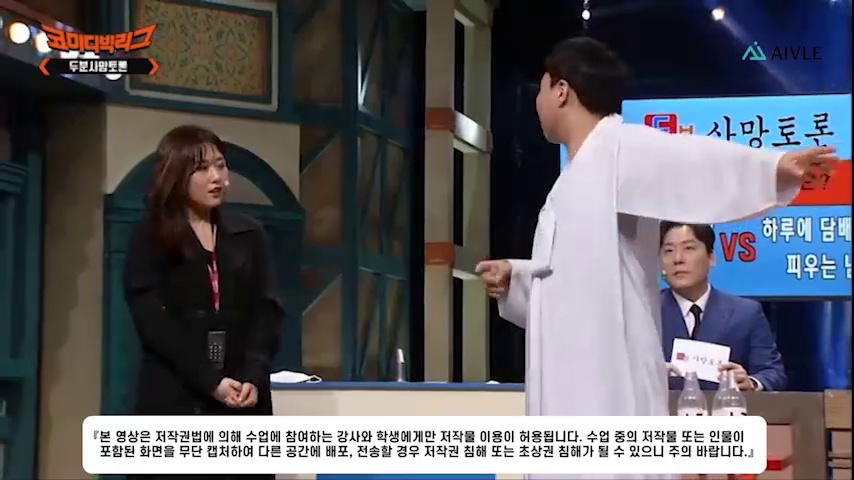 코미디빅리그
두분사망토론
AIVLE
사망토론
VS
하루에 담배
피우는 남
사망토론
『본 영상은 저작권법에 의해 수업에 참여하는 강사와 학생에게만 저작물 이용이 허용됩니다. 수업 중의 저작물 또는 인물이
포함된 화면을 무단 캡처하여 다른 공간에 배포, 전송할 경우 저작권 침해 또는 초상권 침해가 될 수 있으니 주의 바랍니다.』